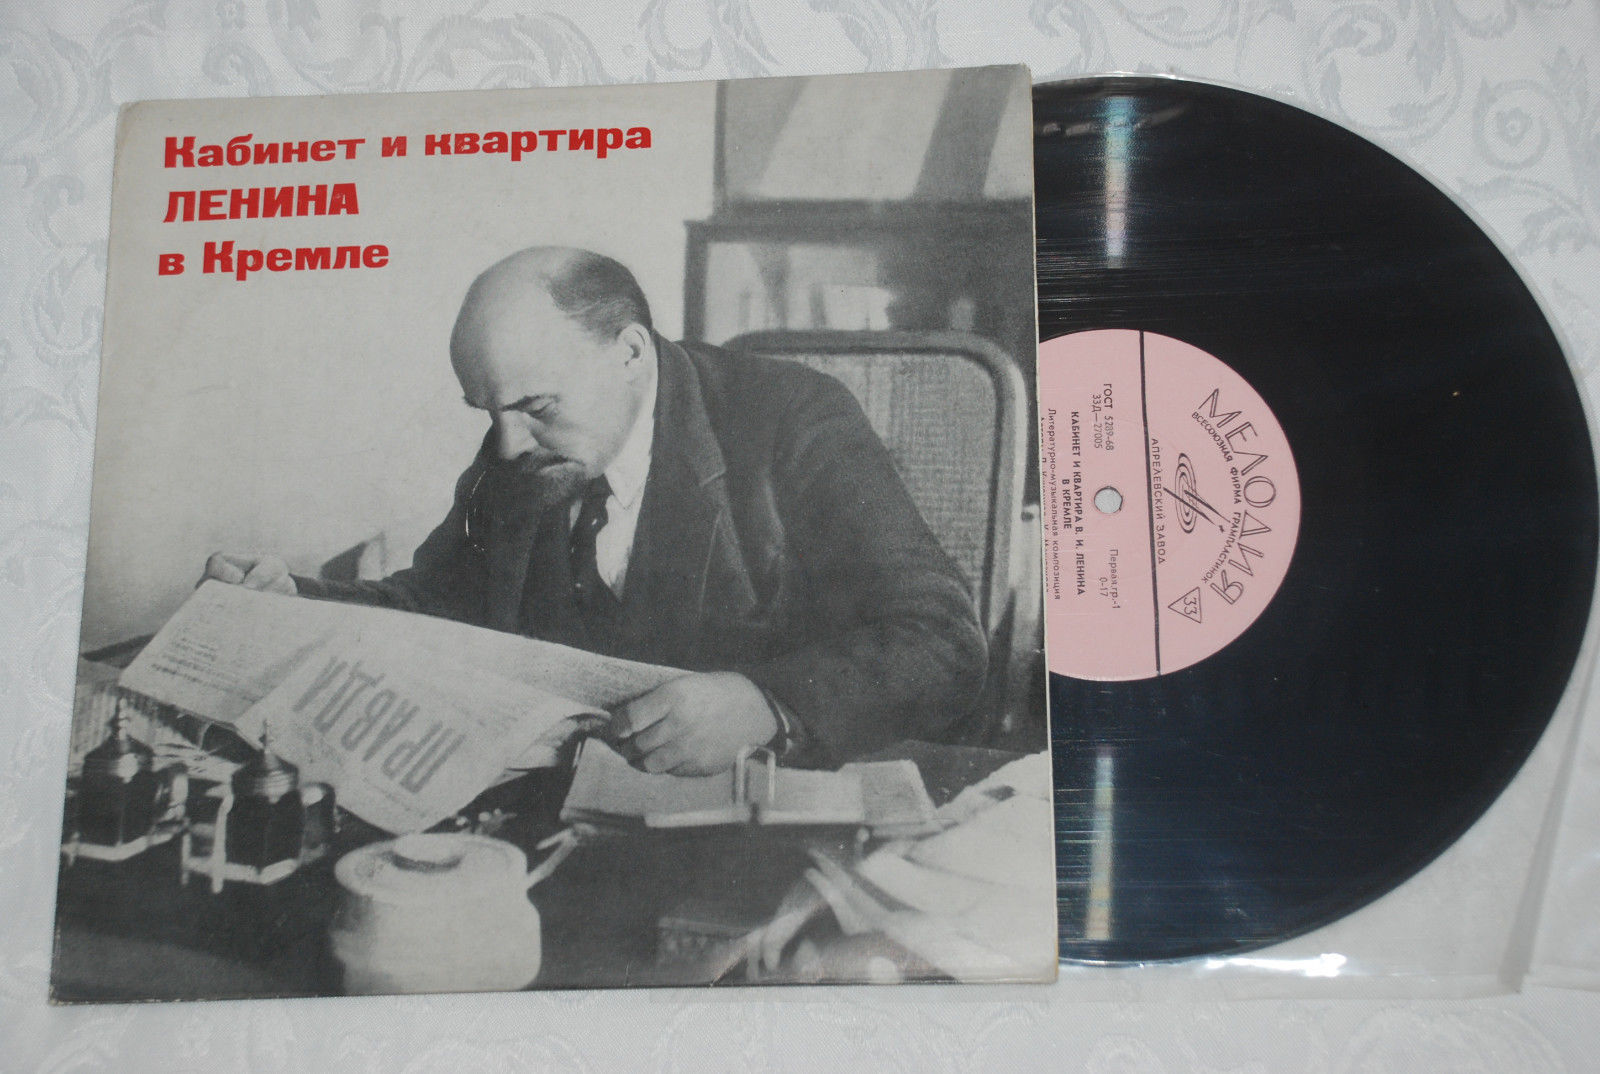 Кабинет и квартира
ЛЕНИНА
в Кремле
ПРАВДА
МЕЛОДИЯ
ВСЕСОЮЗНАЯ ФИРМА ГРАМПЛАСТИНОК
33
АПРЕЛЕВСКИЙ ЗАВОД
ГОСТ 5289-68
33Д—27005
Первая гр.-1
0-17
КАБИНЕТ И КВАРТИРА В. И. ЛЕНИНА
В КРЕМЛЕ
Литературно-музыкальная композиция